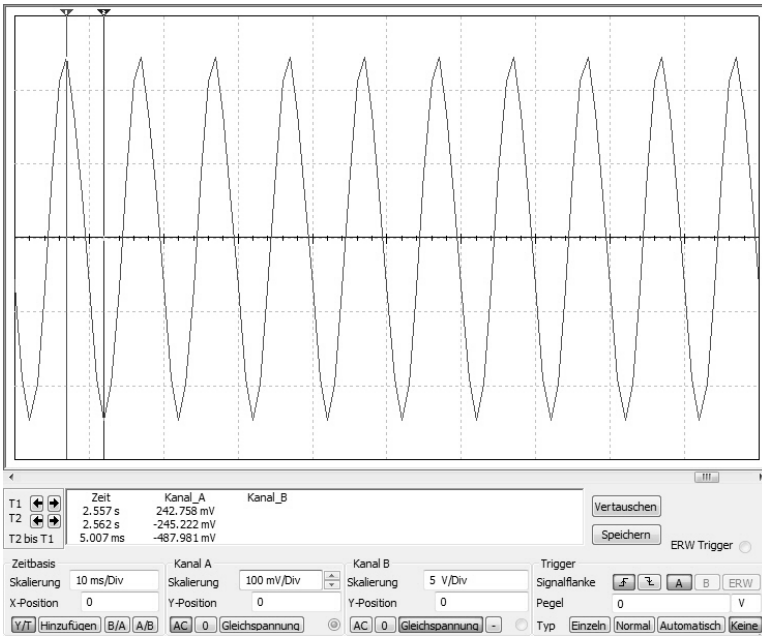 1 2
Zeit Kanal_A Kanal_B
T1 2.557 s 242.758 mV
T2 2.562 s -245.222 mV
T2 bis T1 5.007 ms -487.981 mV
Vertauschen
Speichern
ERW Trigger
Zeitbasis Kanal A Kanal B Trigger
Skalierung 10 ms/Div Skalierung 100 mV/Div Skalierung 5 V/Div Signalflanke A B ERW
X-Position 0 Y-Position 0 Y-Position 0 Pegel 0 V
Y/T Hinzufügen B/A A/B AC 0 Gleichspannung AC 0 Gleichspannung - Typ Einzeln Normal Automatisch Keine